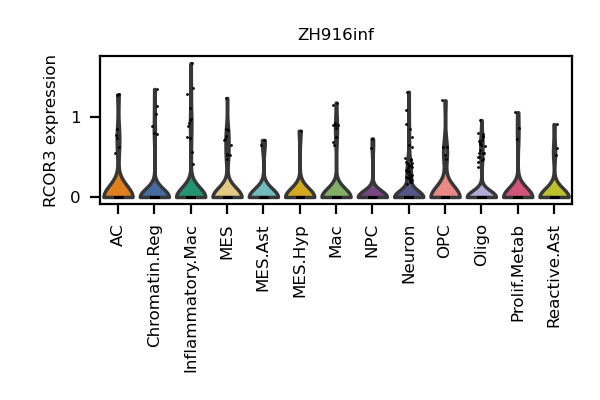 ZH916inf
RCOR3 expression
1
0
AC
Chromatin.Reg
Inflammatory.Mac
MES
MES.Ast
MES.Hyp
Mac
NPC
Neuron
OPC
Oligo
Prolif.Metab
Reactive.Ast